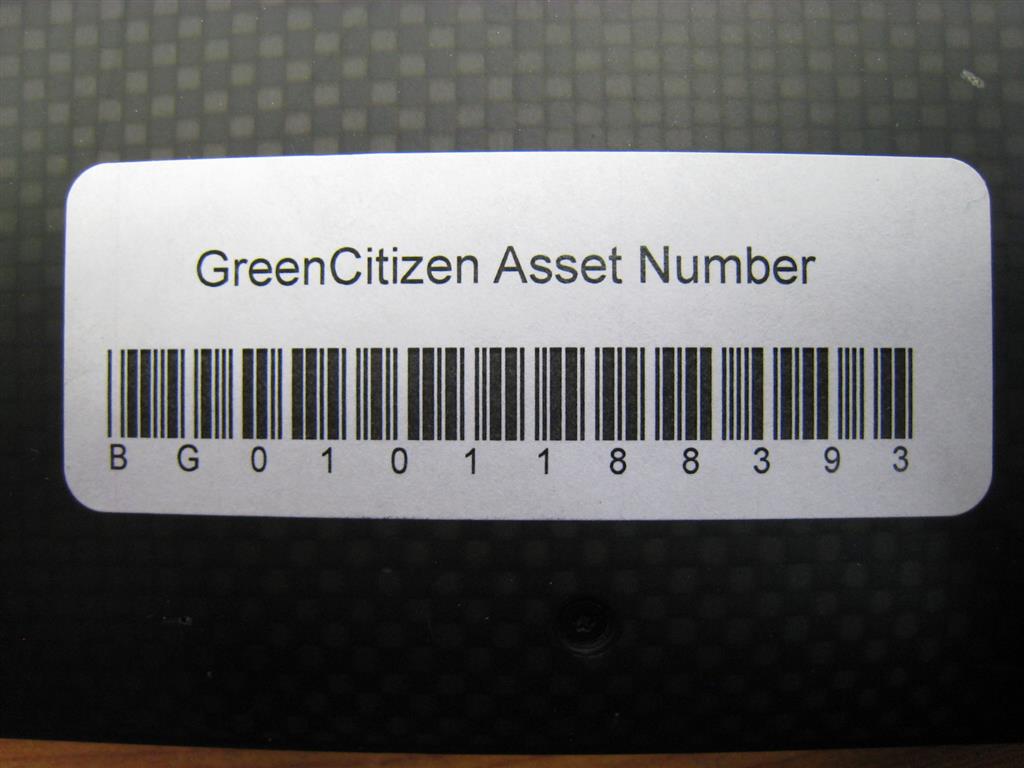 GreenCitizen Asset Number
B G 0 1 0 1 1 8 8 3 9 3